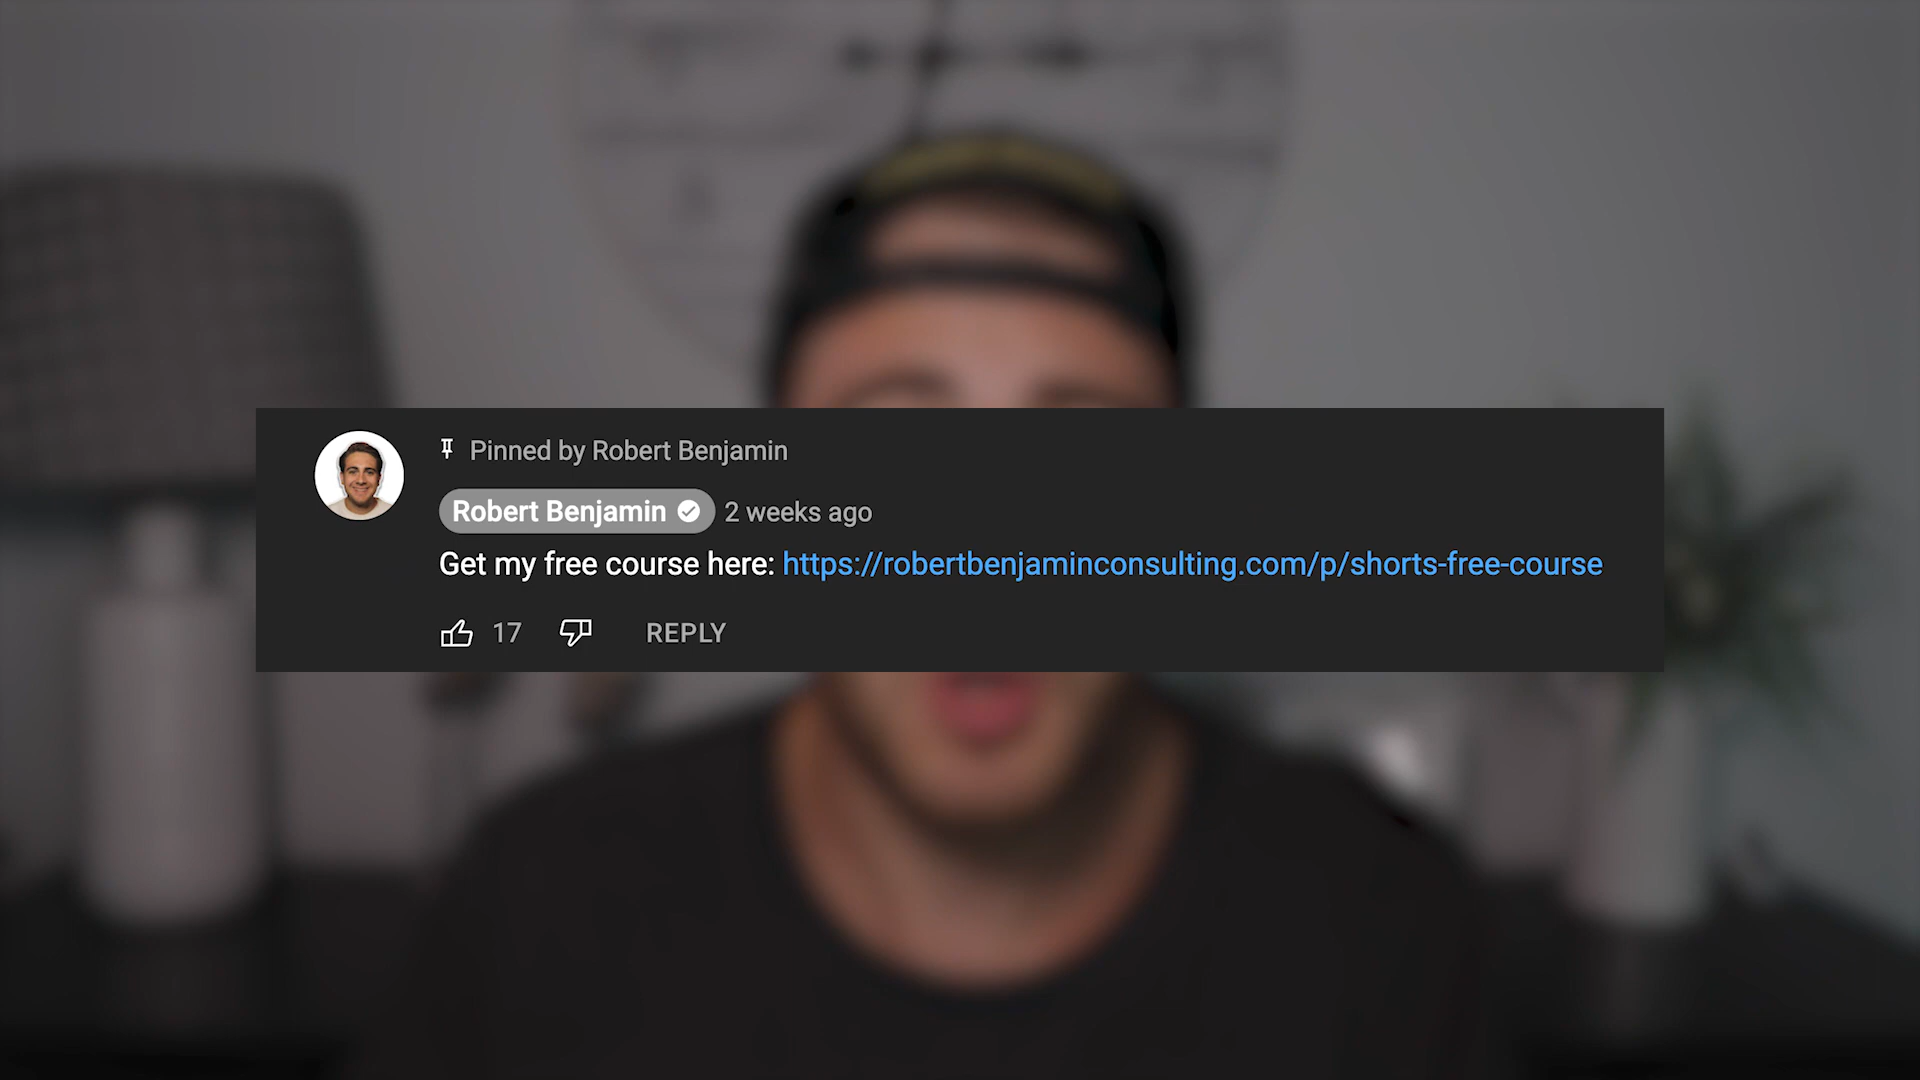 Pinned by Robert Benjamin
Robert Benjamin 2 weeks ago
Get my free course here: https://robertbenjaminconsulting.com/p/shorts-free-course
17 REPLY